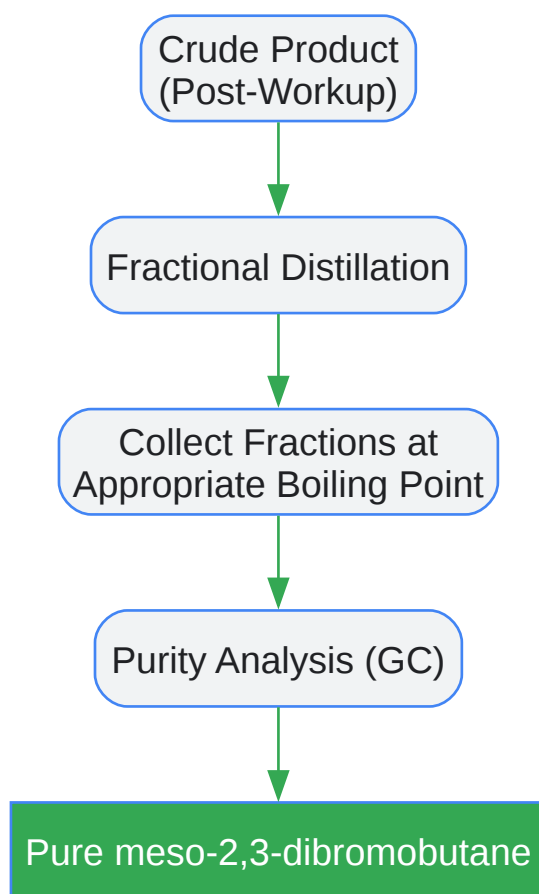 Crude Product
(Post-Workup)
Fractional Distillation
Collect Fractions at
Appropriate Boiling Point
Purity Analysis (GC)
Pure meso-2,3-dibromobutane